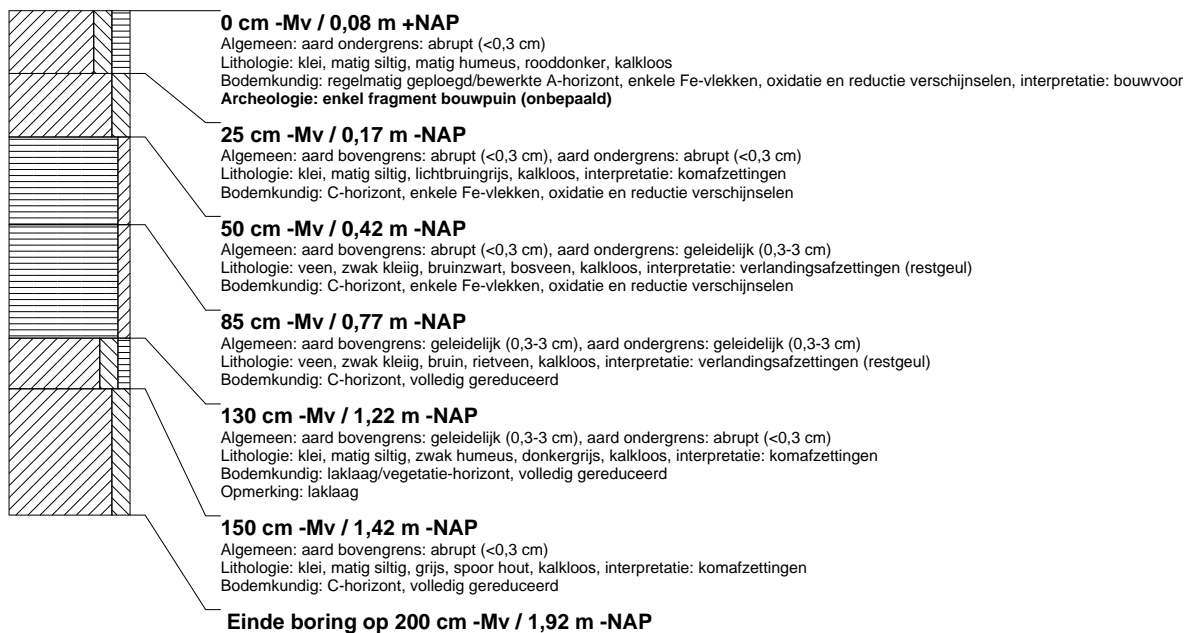 0 cm -Mv / 0,08 m +NAP
Algemeen: aard ondergrens: abrupt (<0,3 cm)
Lithologie: klei, matig siltig, matig humeus, rooddonker, kalkloos
Bodemkundig: regelmatig geploegd/bewerkte A-horizont, enkele Fe-vlekken, oxidatie en reductie verschijnselen, interpretatie: bouwvoor
Archeologie: enkel fragment bouwpuin (onbepaald)
25 cm -Mv / 0,17 m -NAP
Algemeen: aard bovengrens: abrupt (<0,3 cm), aard ondergrens: abrupt (<0,3 cm)
Lithologie: klei, matig siltig, lichtbruingrijs, kalkloos, interpretatie: komafzettingen
Bodemkundig: C-horizont, enkele Fe-vlekken, oxidatie en reductie verschijnselen
50 cm -Mv / 0,42 m -NAP
Algemeen: aard bovengrens: abrupt (<0,3 cm), aard ondergrens: geleidelijk (0,3-3 cm)
Lithologie: veen, zwak kleiig, bruinzwart, bosveen, kalkloos, interpretatie: verlandingsafzettingen (restgeul)
Bodemkundig: C-horizont, enkele Fe-vlekken, oxidatie en reductie verschijnselen
85 cm -Mv / 0,77 m -NAP
Algemeen: aard bovengrens: geleidelijk (0,3-3 cm), aard ondergrens: geleidelijk (0,3-3 cm)
Lithologie: veen, zwak kleiig, bruin, rietveen, kalkloos, interpretatie: verlandingsafzettingen (restgeul)
Bodemkundig: C-horizont, volledig gereduceerd
130 cm -Mv / 1,22 m -NAP
Algemeen: aard bovengrens: geleidelijk (0,3-3 cm), aard ondergrens: abrupt (<0,3 cm)
Lithologie: klei, matig siltig, zwak humeus, donkergrijs, kalkloos, interpretatie: komafzettingen
Bodemkundig: laklaag/vegetatie-horizont, volledig gereduceerd
Opmerking: laklaag
150 cm -Mv / 1,42 m -NAP
Algemeen: aard bovengrens: abrupt (<0,3 cm)
Lithologie: klei, matig siltig, grijs, spoor hout, kalkloos, interpretatie: komafzettingen
Bodemkundig: C-horizont, volledig gereduceerd
Einde boring op 200 cm -Mv / 1,92 m -NAP